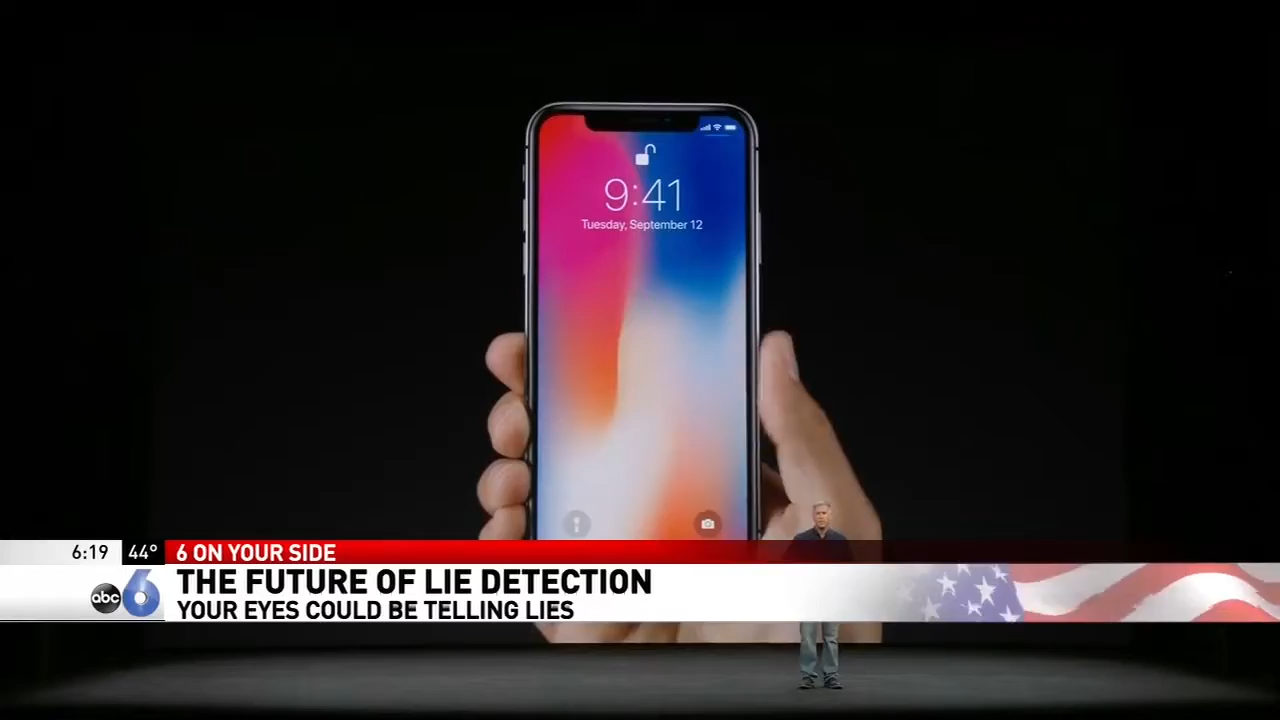 9:41
Tuesday, September 12
6:19 44° 6 ON YOUR SIDE
abc 6 THE FUTURE OF LIE DETECTION
YOUR EYES COULD BE TELLING LIES